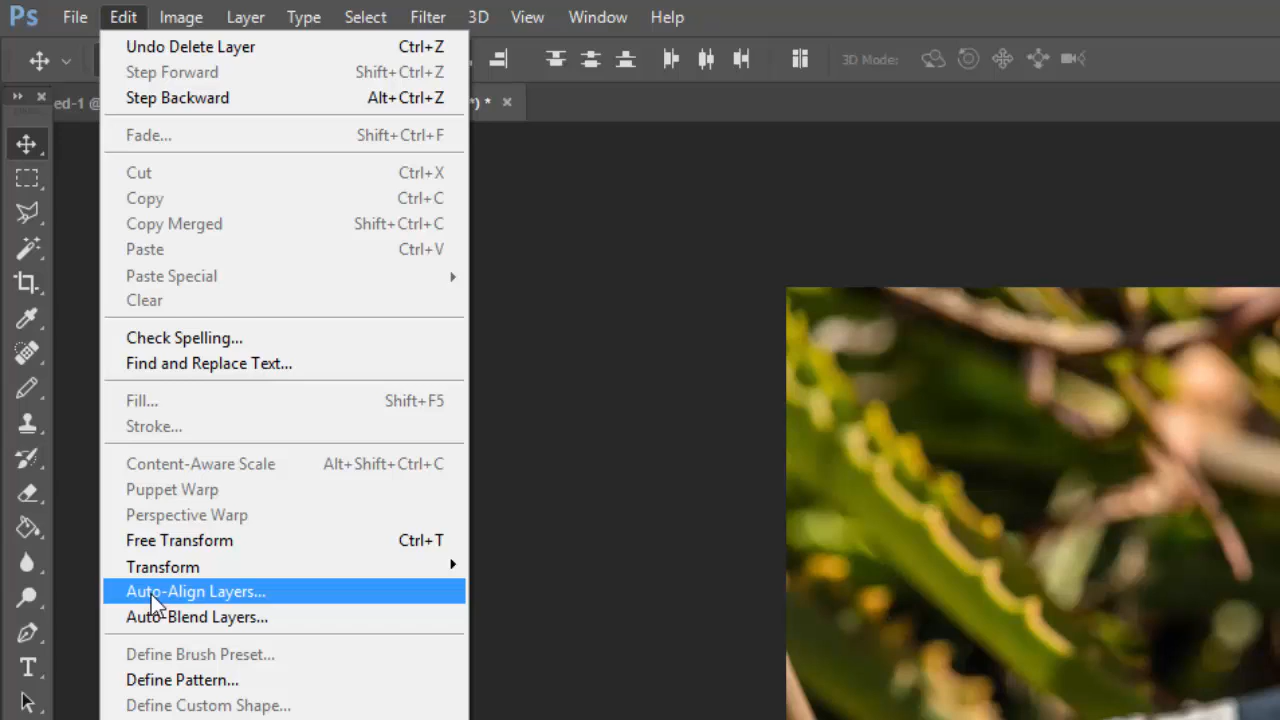 Ps File Edit Image Layer Type Select Filter 3D View Window Help
3D Mode:
ed-1 @ *) * ×
Undo Delete Layer Ctrl+Z
Step Forward Shift+Ctrl+Z
Step Backward Alt+Ctrl+Z
Fade... Shift+Ctrl+F
Cut Ctrl+X
Copy Ctrl+C
Copy Merged Shift+Ctrl+C
Paste Ctrl+V
Paste Special
Clear
Check Spelling...
Find and Replace Text...
Fill... Shift+F5
Stroke...
Content-Aware Scale Alt+Shift+Ctrl+C
Puppet Warp
Perspective Warp
Free Transform Ctrl+T
Transform
Auto-Align Layers...
Auto-Blend Layers...
Define Brush Preset...
Define Pattern...
Define Custom Shape...